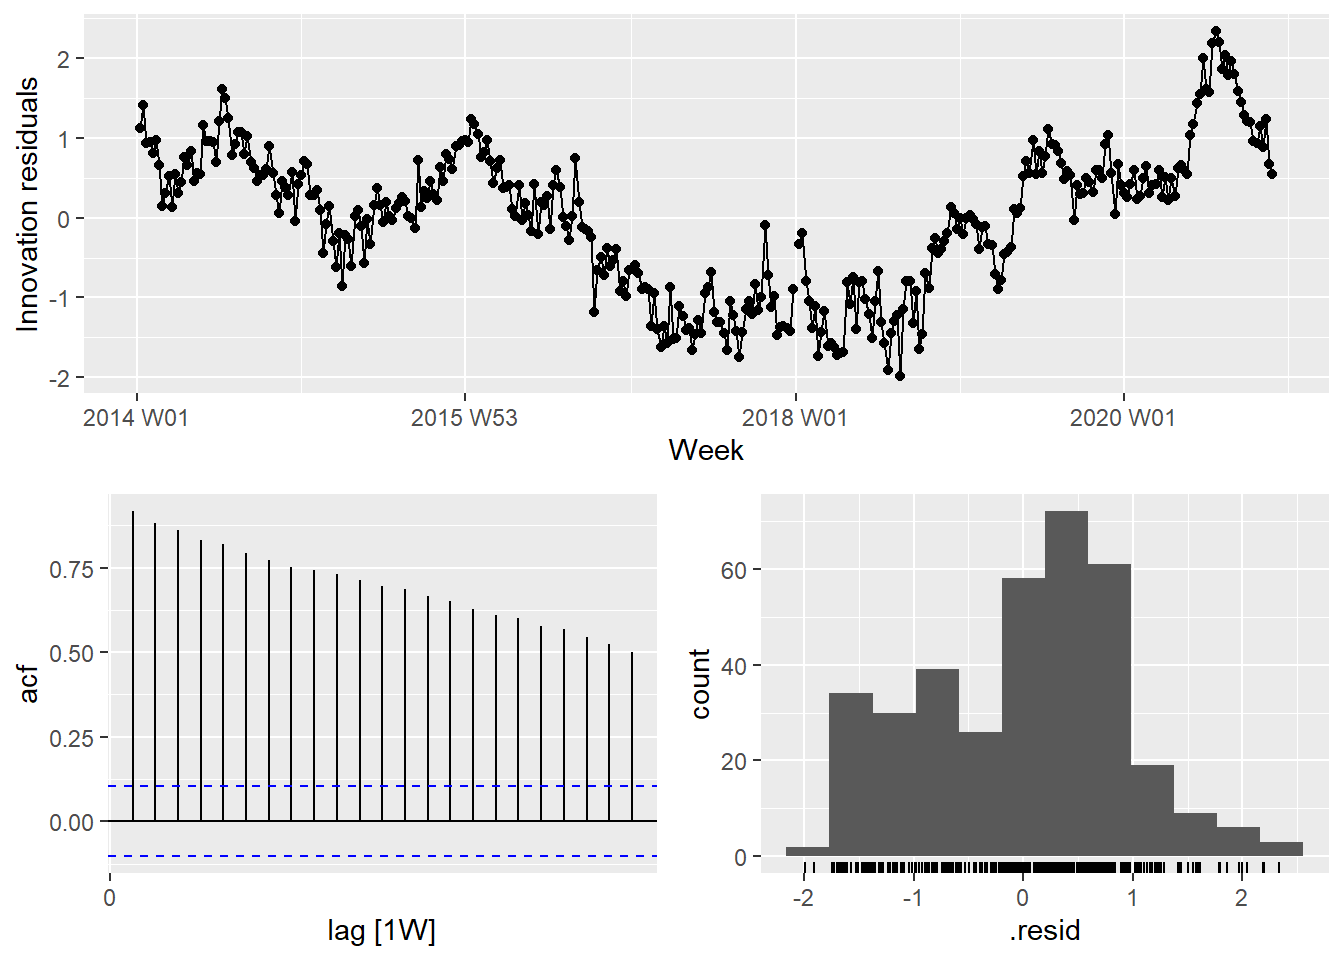 Innovation residuals
2
1
0
-1
-2
2014 W01 2015 W53 2018 W01 2020 W01
Week
acf
0.75
0.50
0.25
0.00
0
lag [1W]
count
60
40
20
0
-2 -1 0 1 2
.resid